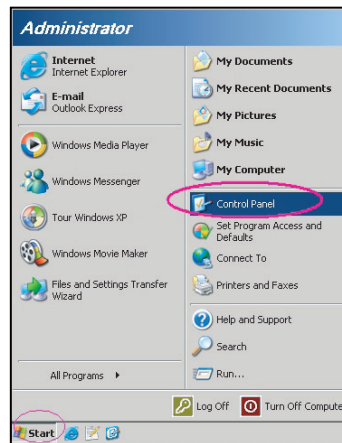 Administrator
Internet
Internet Explorer
E-mail
Outlook Express
Windows Media Player
Windows Messenger
Tour Windows XP
Windows Movie Maker
Files and Settings Transfer
Wizard
All Programs
My Documents
My Recent Documents
My Pictures
My Music
My Computer
Control Panel
Set Program Access and
Defaults
Connect To
Printers and Faxes
Help and Support
Search
Run...
Log Off
Turn Off Compute
Start